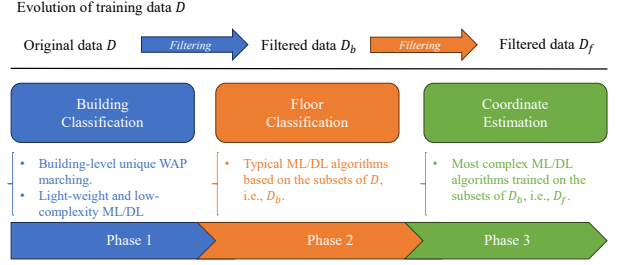 Evolution of training data D
Original data D
Filtering
Filtered data D_b
Filtering
Filtered data D_f
Building
Classification
Floor
Classification
Coordinate
Estimation
• Building-level unique WAP
marching.
• Light-weight and low-
complexity ML/DL
• Typical ML/DL algorithms
based on the subsets of D,
i.e., D_b.
• Most complex ML/DL
algorithms trained on the
subsets of D_b, i.e., D_f.
Phase 1
Phase 2
Phase 3